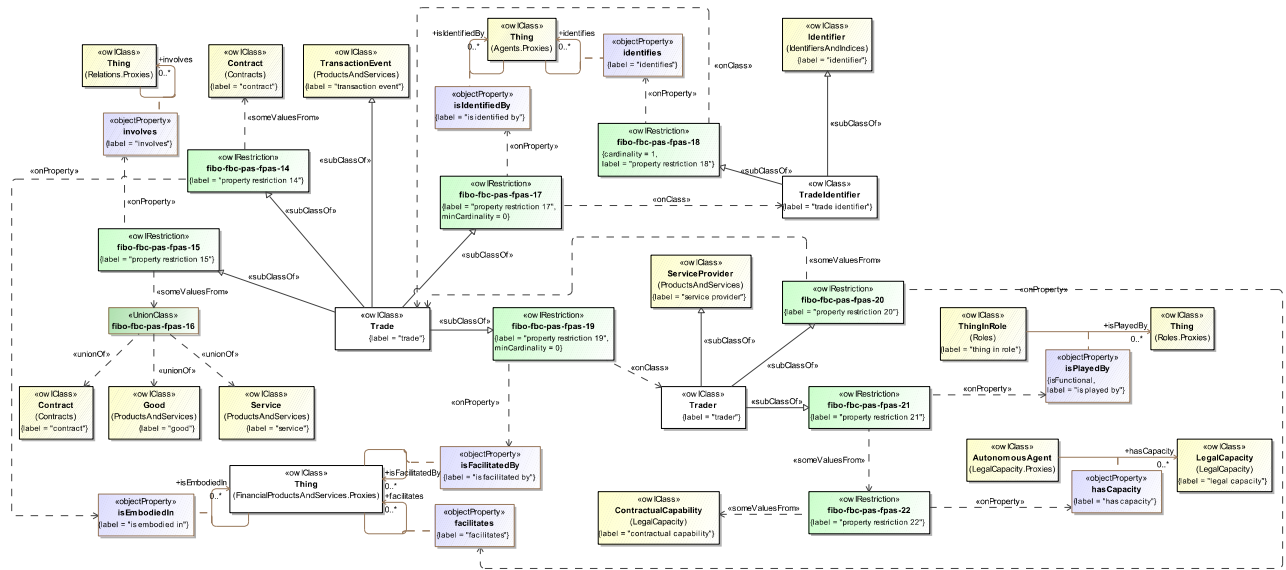 «owlClass»
Thing
(Relations.Proxies)
+involves
0..*
«owlClass»
Contract
(Contracts)
{label = "contract"}
«owlClass»
TransactionEvent
(ProductsAndServices)
{label = "transaction event"}
+isIdentifiedBy
0..*
«owlClass»
Thing
(Agents.Proxies)
+identifies
0..*
«objectProperty»
identifies
{label = "identifies"}
«onClass»
«owlClass»
Identifier
(IdentifiersAndIndices)
{label = "identifier"}
«objectProperty»
involves
{label = "involves"}
«someValuesFrom»
«objectProperty»
isIdentifiedBy
{label = "is identified by"}
«onProperty»
«owlRestriction»
fibo-fbc-pas-fpas-18
{cardinality = 1,
label = "property restriction 18"}
«subClassOf»
«subClassOf»
«owlRestriction»
fibo-fbc-pas-fpas-14
{label = "property restriction 14"}
«subClassOf»
«onProperty»
«onProperty»
«onProperty»
«owlRestriction»
fibo-fbc-pas-fpas-17
{label = "property restriction 17",
minCardinality = 0}
«subClassOf»
«onClass»
«owlClass»
TradeIdentifier
{label = "trade identifier"}
«subClassOf»
«subClassOf»
«owlRestriction»
fibo-fbc-pas-fpas-15
{label = "property restriction 15"}
«subClassOf»
«someValuesFrom»
«UnionClass»
fibo-fbc-pas-fpas-16
«unionOf»
«unionOf»
«unionOf»
«owlClass»
Trade
{label = "trade"}
«subClassOf»
«owlRestriction»
fibo-fbc-pas-fpas-19
{label = "property restriction 19",
minCardinality = 0}
«onClass»
«owlClass»
ServiceProvider
(ProductsAndServices)
{label = "service provider"}
«someValuesFrom»
«owlRestriction»
fibo-fbc-pas-fpas-20
{label = "property restriction 20"}
«onProperty»
«subClassOf»
«subClassOf»
«owlClass»
ThingInRole
(Roles)
{label = "thing in role"}
+isPlayedBy
0..*
«owlClass»
Thing
(Roles.Proxies)
«objectProperty»
isPlayedBy
{isFunctional,
label = "is played by"}
«owlClass»
Contract
(Contracts)
{label = "contract"}
«owlClass»
Good
(ProductsAndServices)
{label = "good"}
«owlClass»
Service
(ProductsAndServices)
{label = "service"}
«onProperty»
«owlClass»
Trader
{label = "trader"}
«subClassOf»
«owlRestriction»
fibo-fbc-pas-fpas-21
{label = "property restriction 21"}
«onProperty»
«someValuesFrom»
«owlClass»
AutonomousAgent
(LegalCapacity.Proxies)
+hasCapacity
0..*
«owlClass»
LegalCapacity
(LegalCapacity)
{label = "legal capacity"}
«objectProperty»
hasCapacity
{label = "has capacity"}
«objectProperty»
isFacilitatedBy
{label = "is facilitated by"}
+isFacilitatedBy
0..*
+facilitates
0..*
+isEmbodiedIn
0..*
«owlClass»
Thing
(FinancialProductsAndServices.Proxies)
«objectProperty»
isEmbodiedIn
{label = "is embodied in"}
«objectProperty»
facilitates
{label = "facilitates"}
«owlClass»
ContractualCapability
(LegalCapacity)
{label = "contractual capability"}
«someValuesFrom»
«owlRestriction»
fibo-fbc-pas-fpas-22
{label = "property restriction 22"}
«onProperty»